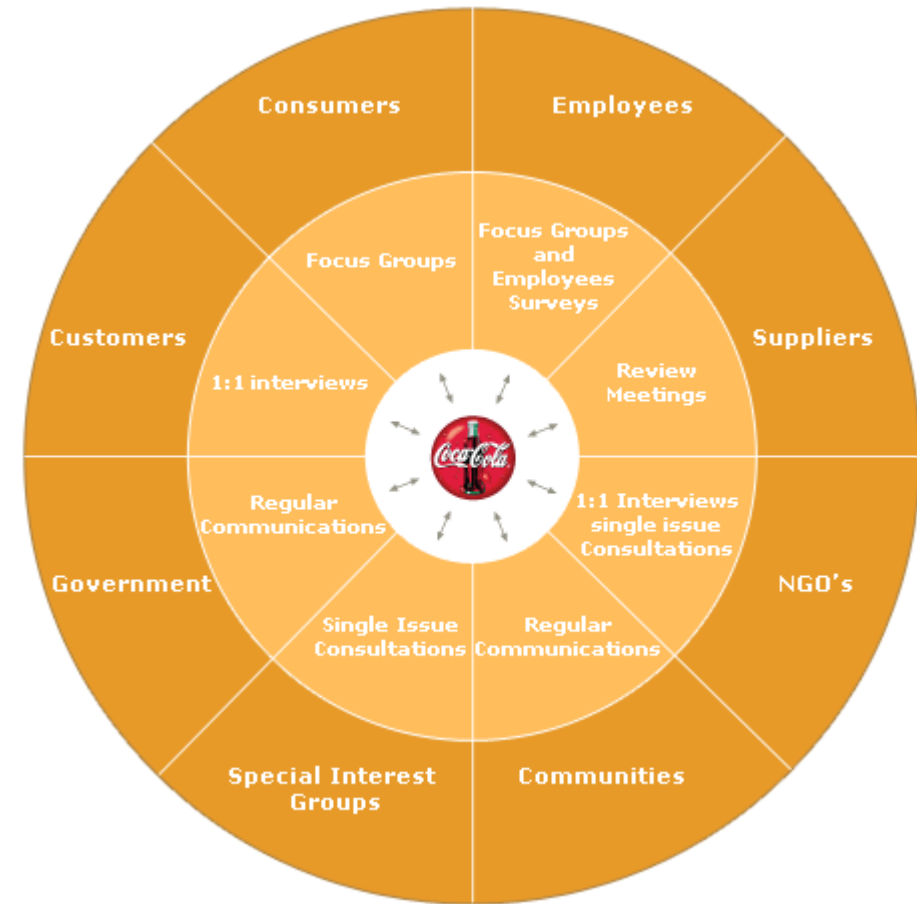 Consumers
Employees
Focus Groups
Focus Groups
and
Employees
Surveys
Customers
Suppliers
1:1 interviews
Review
Meetings
Coca-Cola
Regular
Communications
1:1 Interviews
single issue
Consultations
Government
NGO's
Single Issue
Consultations
Regular
Communications
Special Interest
Groups
Communities